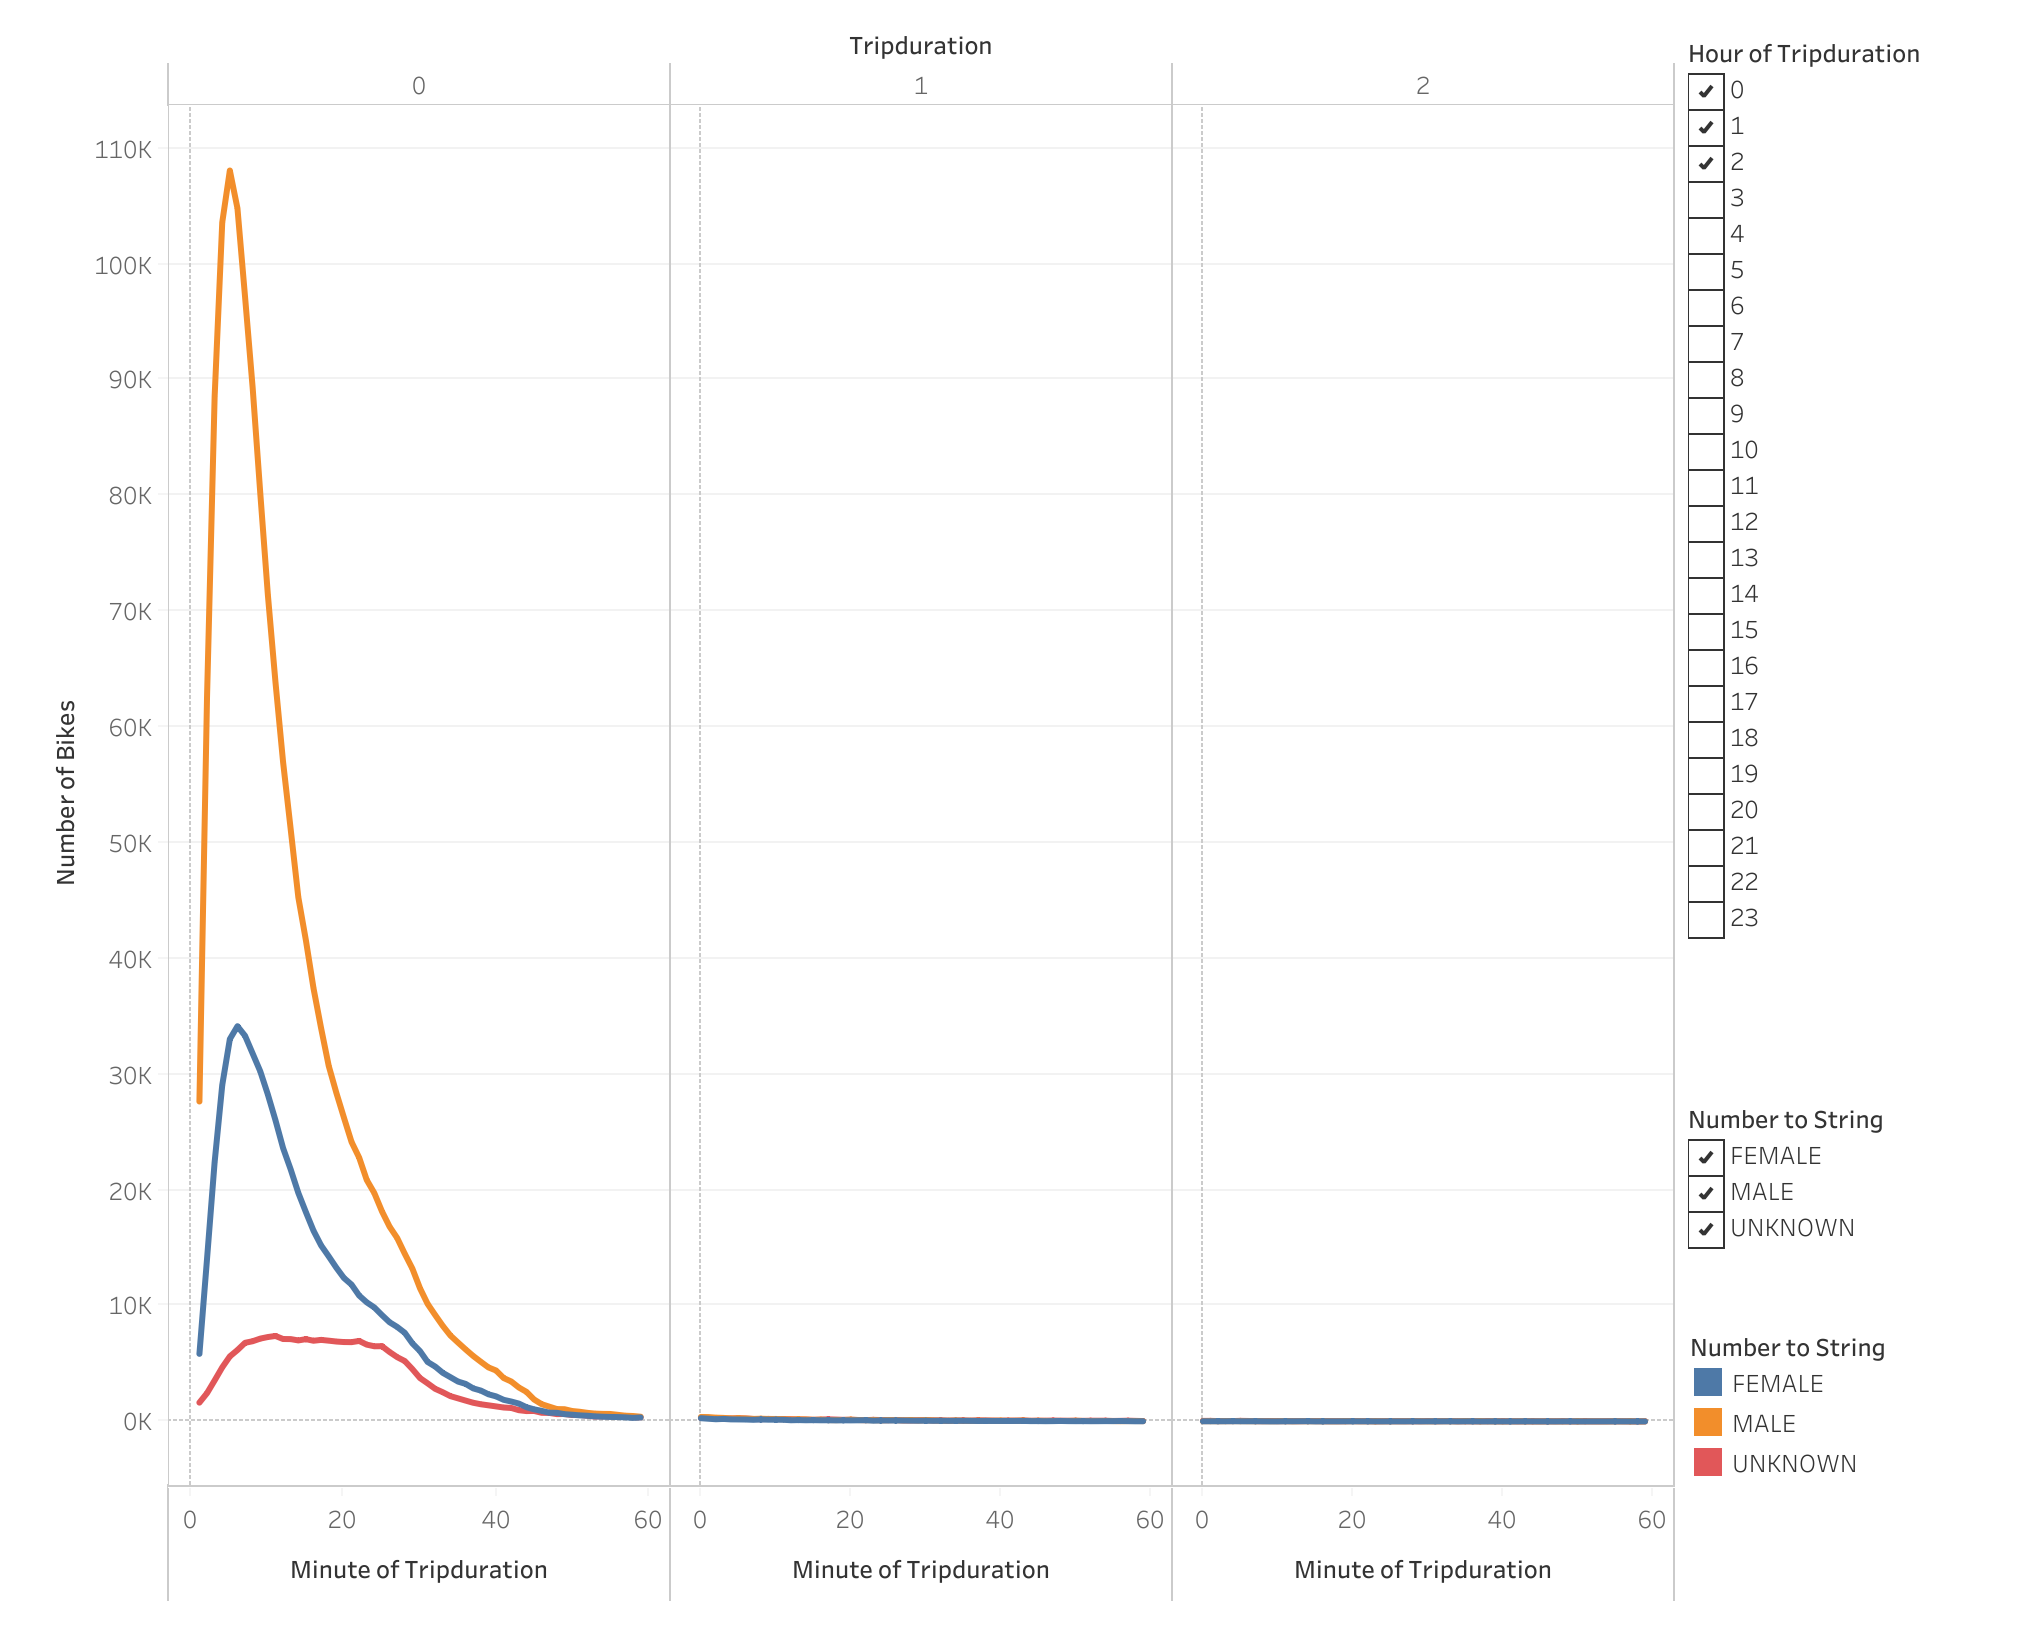 Tripduration
0 1 2
110K
100K
90K
80K
70K
60K
50K
40K
30K
20K
10K
0K
Number of Bikes
0 20 40 60 0 20 40 60 0 20 40 60
Minute of Tripduration Minute of Tripduration Minute of Tripduration
Hour of Tripduration
0
1
2
3
4
5
6
7
8
9
10
11
12
13
14
15
16
17
18
19
20
21
22
23
Number to String
FEMALE
MALE
UNKNOWN
Number to String
FEMALE
MALE
UNKNOWN